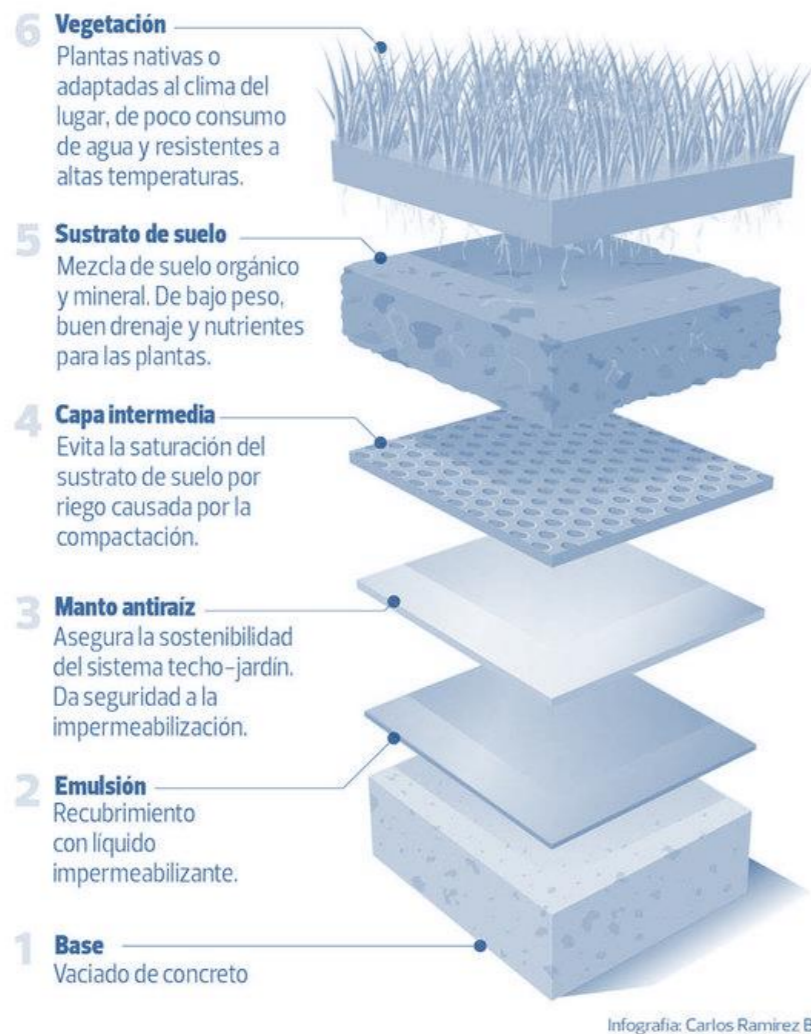 6 Vegetación
Plantas nativas o
adaptadas al clima del
lugar, de poco consumo
de agua y resistentes a
altas temperaturas.
5 Sustrato de suelo
Mezcla de suelo orgánico
y mineral. De bajo peso,
buen drenaje y nutrientes
para las plantas.
4 Capa intermedia
Evita la saturación del
sustrato de suelo por
riego causada por la
compactación.
3 Manto antiraíz
Asegura la sostenibilidad
del sistema techo-jardín.
Da seguridad a la
impermeabilización.
2 Emulsión
Recubrimiento
con líquido
impermeabilizante.
1 Base
Vaciado de concreto
Infografía: Carlos Ramírez B